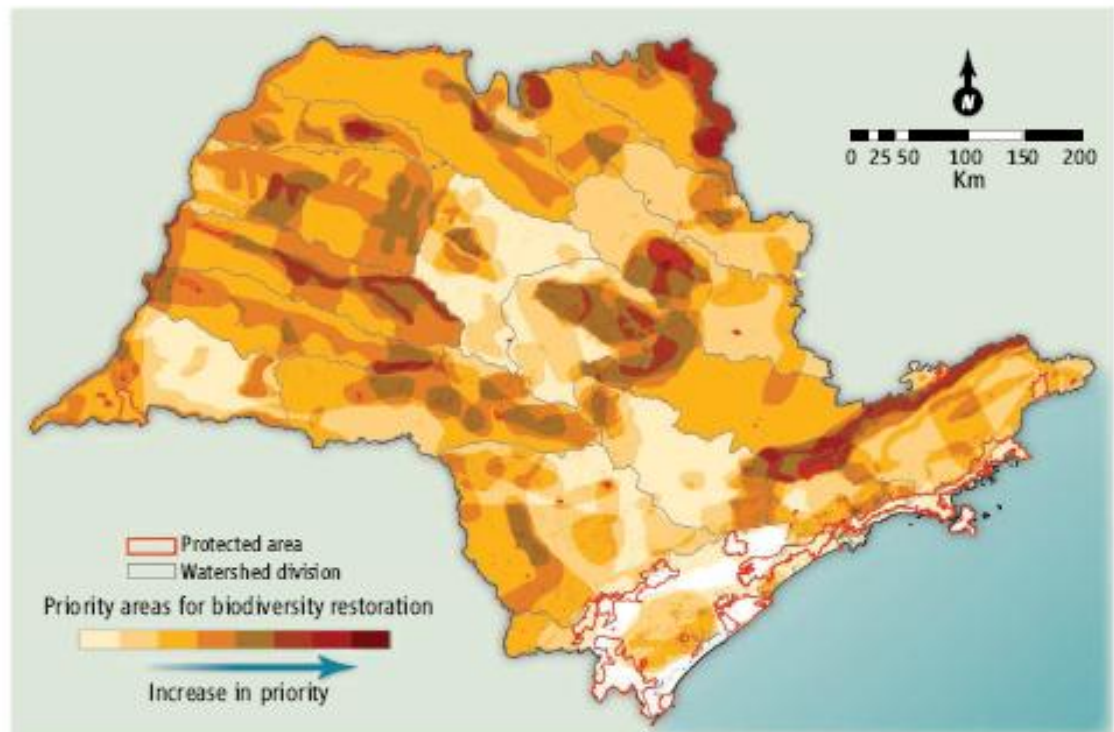 N
0 25 50 100 150 200
Km
Protected area
Watershed division
Priority areas for biodiversity restoration
Increase in priority